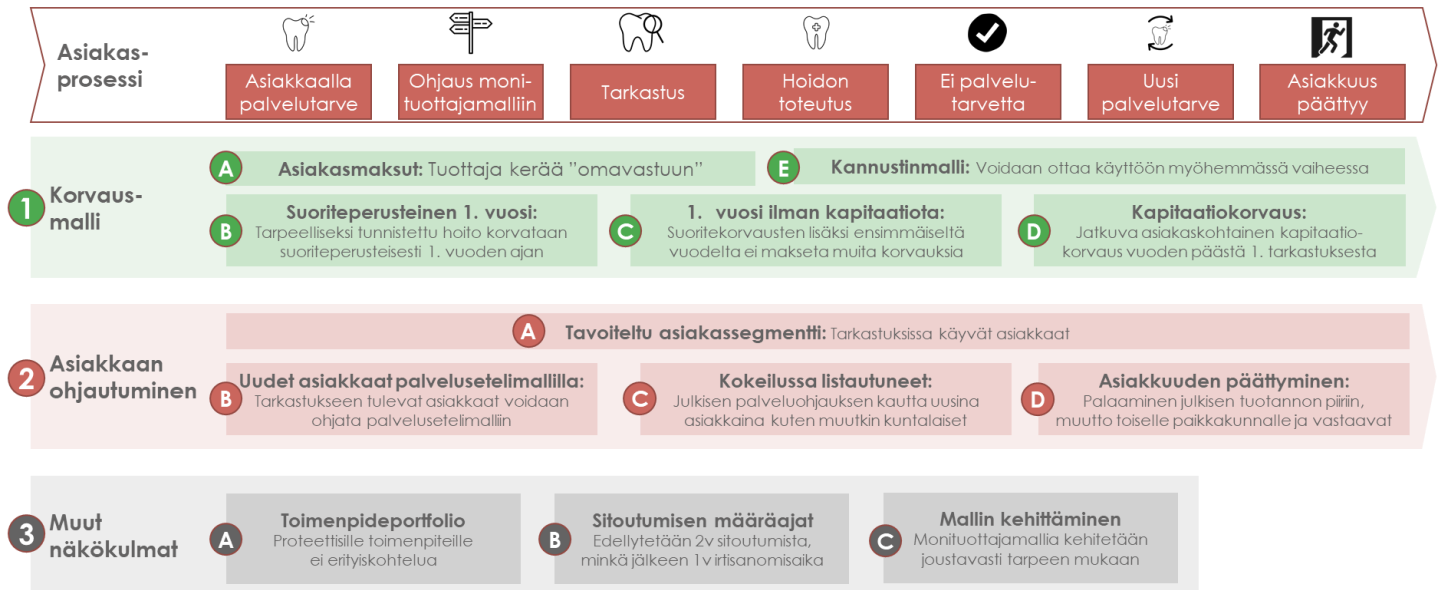 Asiakas-
prosessi
Asiakkaalla
palvelutarve
Ohjaus moni-
tuottajamalliin
Tarkastus
Hoidon
toteutus
Ei palvelu-
tarvetta
Uusi
palvelutarve
Asiakkuus
päättyy
1
Korvaus-
malli
A
Asiakasmaksut: Tuottaja kerää ”omavastuun”
E
Kannustinmalli: Voidaan ottaa käyttöön myöhemmässä vaiheessa
B
Suoriteperusteinen 1. vuosi:
Tarpeelliseksi tunnistettu hoito korvataan
suoriteperusteisesti 1. vuoden ajan
C
1. vuosi ilman kapitaatiota:
Suoritekorvausten lisäksi ensimmäiseltä
vuodelta ei makseta muita korvauksia
D
Kapitaatiokorvaus:
Jatkuva asiakaskohtainen kapitaatio-
korvaus vuoden päästä 1. tarkastuksesta
2
Asiakkaan
ohjautuminen
A
Tavoiteltu asiakassegmentti: Tarkastuksissa käyvät asiakkaat
B
Uudet asiakkaat palvelusetelimallilla:
Tarkastukseen tulevat asiakkaat voidaan
ohjata palvelusetelimalliin
C
Kokeilussa listautuneet:
Julkisen palveluohjauksen kautta uusina
asiakkaina kuten muutkin kuntalaiset
D
Asiakkuuden päättyminen:
Palaaminen julkisen tuotannon piiriin,
muutto toiselle paikkakunnalle ja vastaavat
3
Muut
näkökulmat
A
Toimenpideportfolio
Proteettisille toimenpiteille
ei erityiskohtelua
B
Sitoutumisen määräajat
Edellytetään 2v sitoutumista,
minkä jälkeen 1v irtisanomisaika
C
Mallin kehittäminen
Monituottajamallia kehitetään
joustavasti tarpeen mukaan